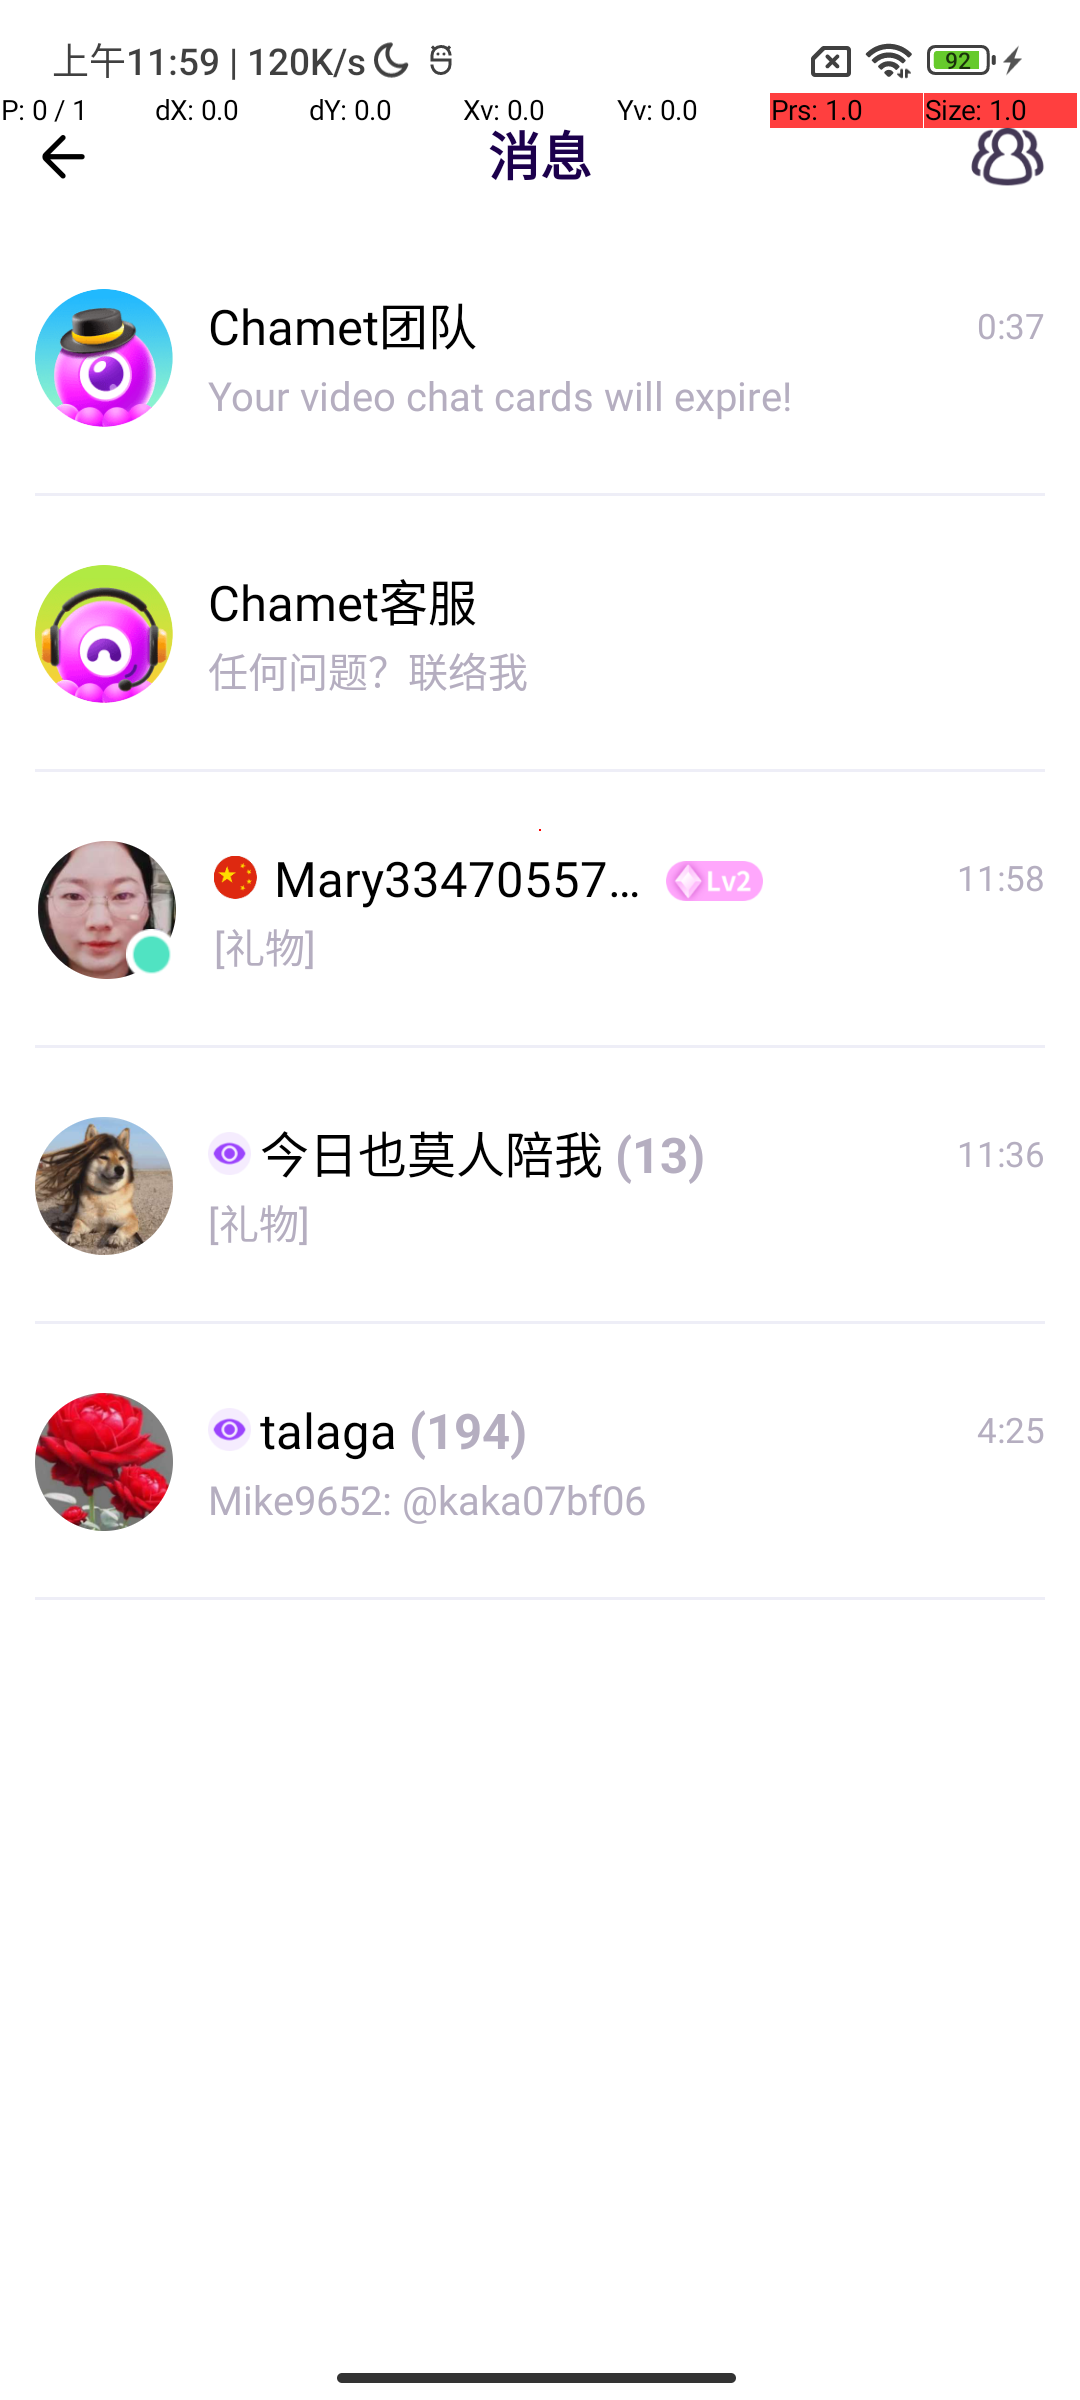 上午11:59 | 120K/s
92
P: 0 / 1 dX: 0.0 dY: 0.0 Xv: 0.0 Yv: 0.0 Prs: 1.0 Size: 1.0
消息
Chamet团队 0:37
Your video chat cards will expire!
Chamet客服
任何问题？联络我
Mary33470557... Lv2 11:58
[礼物]
今日也莫人陪我 (13) 11:36
[礼物]
talaga (194) 4:25
Mike9652: @kaka07bf06